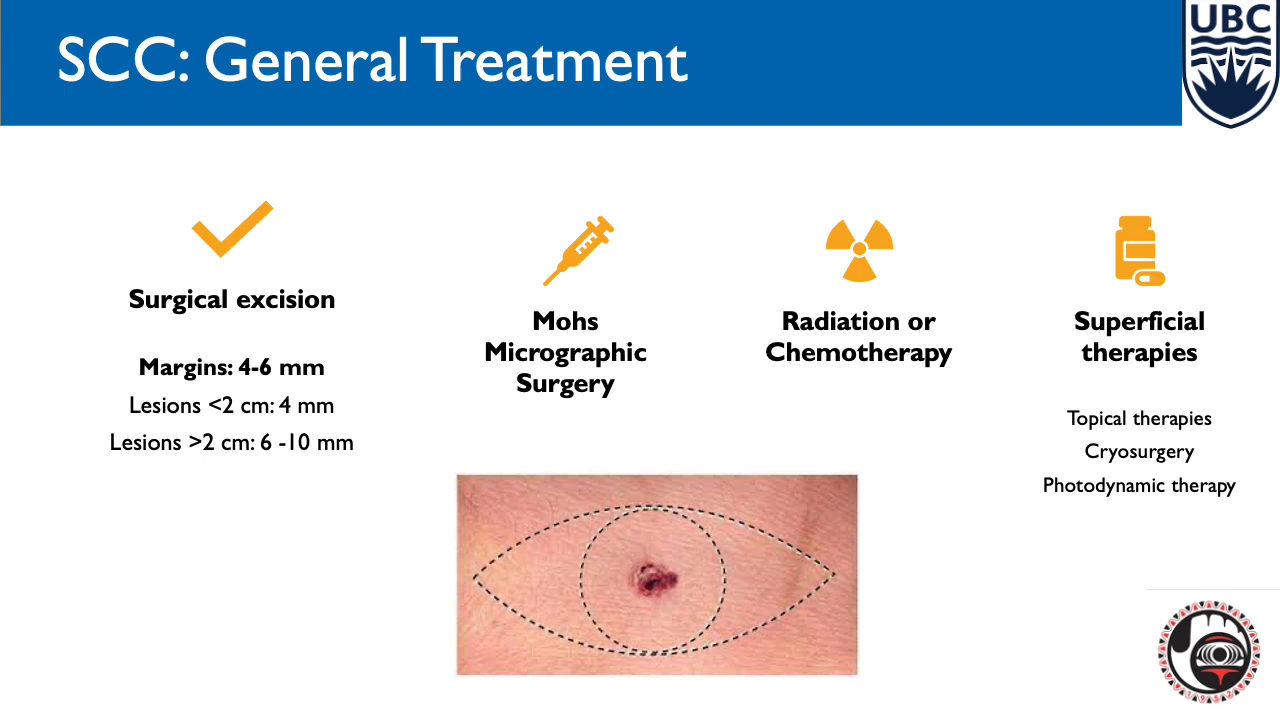 SCC: General Treatment
UBC
Surgical excision
Margins: 4-6 mm
Lesions <2 cm: 4 mm
Lesions >2 cm: 6 -10 mm
Mohs
Micrographic
Surgery
Radiation or
Chemotherapy
Superficial
therapies
Topical therapies
Cryosurgery
Photodynamic therapy